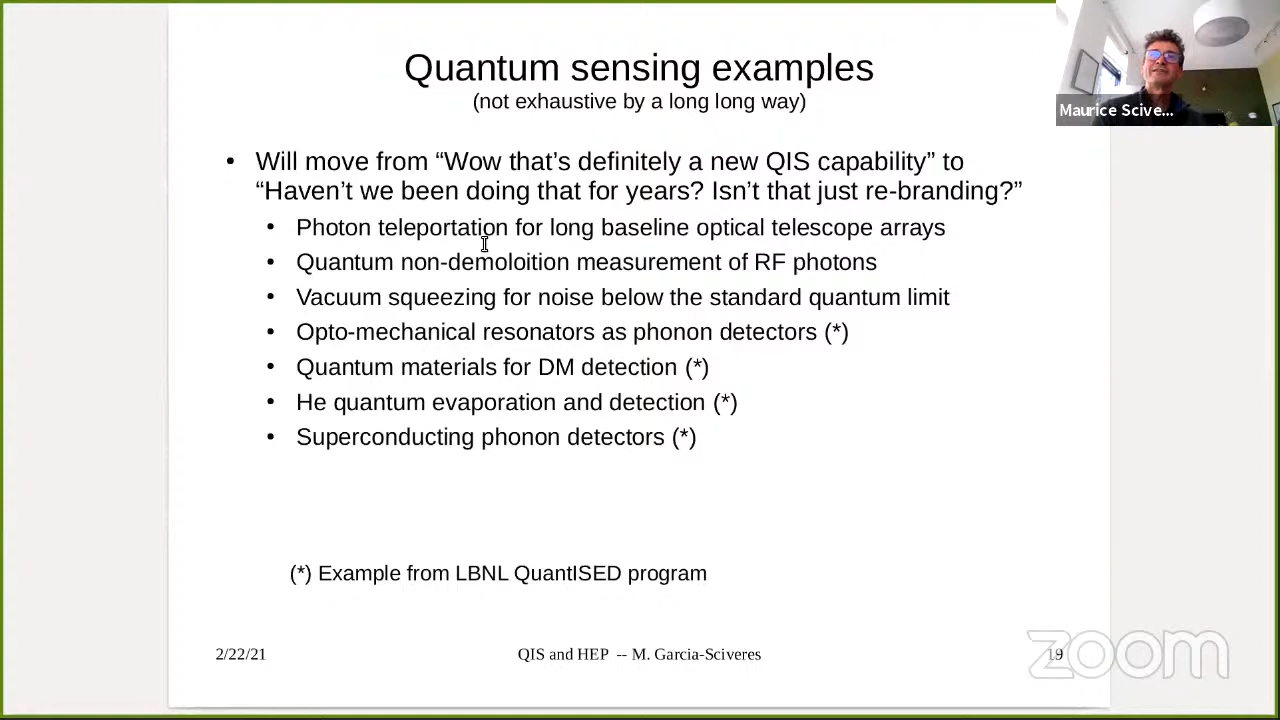 Quantum sensing examples
(not exhaustive by a long long way)
Maurice Scive...
• Will move from “Wow that’s definitely a new QIS capability” to
“Haven’t we been doing that for years? Isn’t that just re-branding?”
• Photon teleportation for long baseline optical telescope arrays
• Quantum non-demoloition measurement of RF photons
• Vacuum squeezing for noise below the standard quantum limit
• Opto-mechanical resonators as phonon detectors (*)
• Quantum materials for DM detection (*)
• He quantum evaporation and detection (*)
• Superconducting phonon detectors (*)
(*) Example from LBNL QuantISED program
2/22/21
QIS and HEP -- M. Garcia-Sciveres
19
zoom